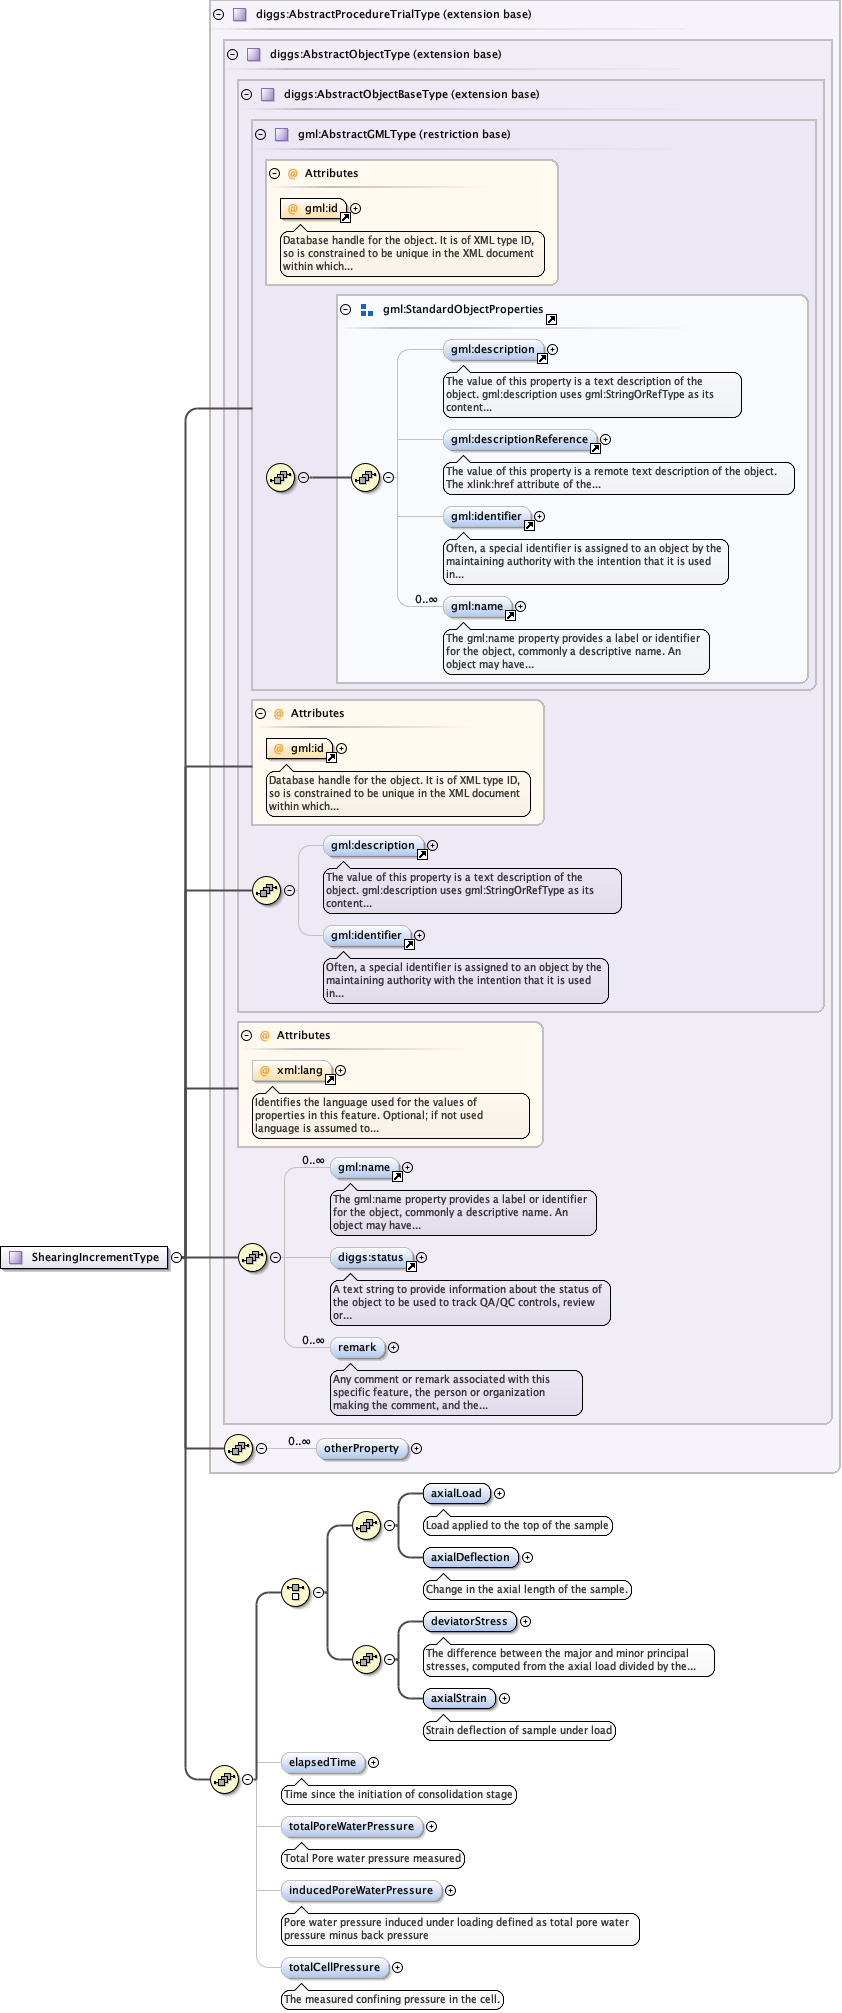 diggs:AbstractProcedureTrialType (extension base)
diggs:AbstractObjectType (extension base)
diggs:AbstractObjectBaseType (extension base)
gml:AbstractGMLType (restriction base)
@ Attributes
@ gml:id
Database handle for the object. It is of XML type ID,
so is constrained to be unique in the XML document
within which...
gml:StandardObjectProperties
gml:description
The value of this property is a text description of the
object. gml:description uses gml:StringOrRefType as its
content...
gml:descriptionReference
The value of this property is a remote text description of the object.
The xlink:href attribute of the...
gml:identifier
Often, a special identifier is assigned to an object by the
maintaining authority with the intention that it is used
in...
0..∞
gml:name
The gml:name property provides a label or identifier
for the object, commonly a descriptive name. An
object may have...
@ Attributes
@ gml:id
Database handle for the object. It is of XML type ID,
so is constrained to be unique in the XML document
within which...
gml:description
The value of this property is a text description of the
object. gml:description uses gml:StringOrRefType as its
content...
gml:identifier
Often, a special identifier is assigned to an object by the
maintaining authority with the intention that it is used
in...
@ Attributes
@ xml:lang
Identifies the language used for the values of
properties in this feature. Optional; if not used
language is assumed to...
0..∞
gml:name
The gml:name property provides a label or identifier
for the object, commonly a descriptive name. An
object may have...
ShearingIncrementType
diggs:status
A text string to provide information about the status of
the object to be used to track QA/QC controls, review
or...
0..∞
remark
Any comment or remark associated with this
specific feature, the person or organization
making the comment, and the...
0..∞
otherProperty
axialLoad
Load applied to the top of the sample
axialDeflection
Change in the axial length of the sample.
deviatorStress
The difference between the major and minor principal
stresses, computed from the axial load divided by the...
axialStrain
Strain deflection of sample under load
elapsedTime
Time since the initiation of consolidation stage
totalPoreWaterPressure
Total Pore water pressure measured
inducedPoreWaterPressure
Pore water pressure induced under loading defined as total pore water
pressure minus back pressure
totalCellPressure
The measured confining pressure in the cell.